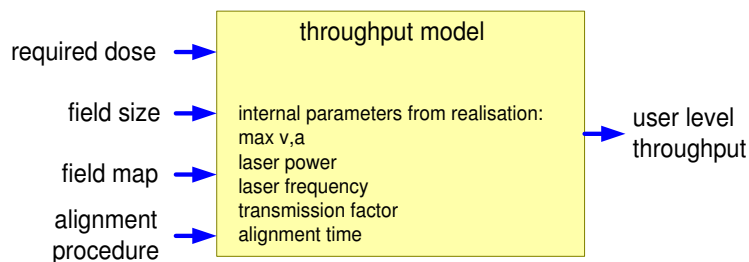 throughput model
required dose
field size
field map
alignment
procedure
internal parameters from realisation:
max v,a
laser power
laser frequency
transmission factor
alignment time
user level
throughput